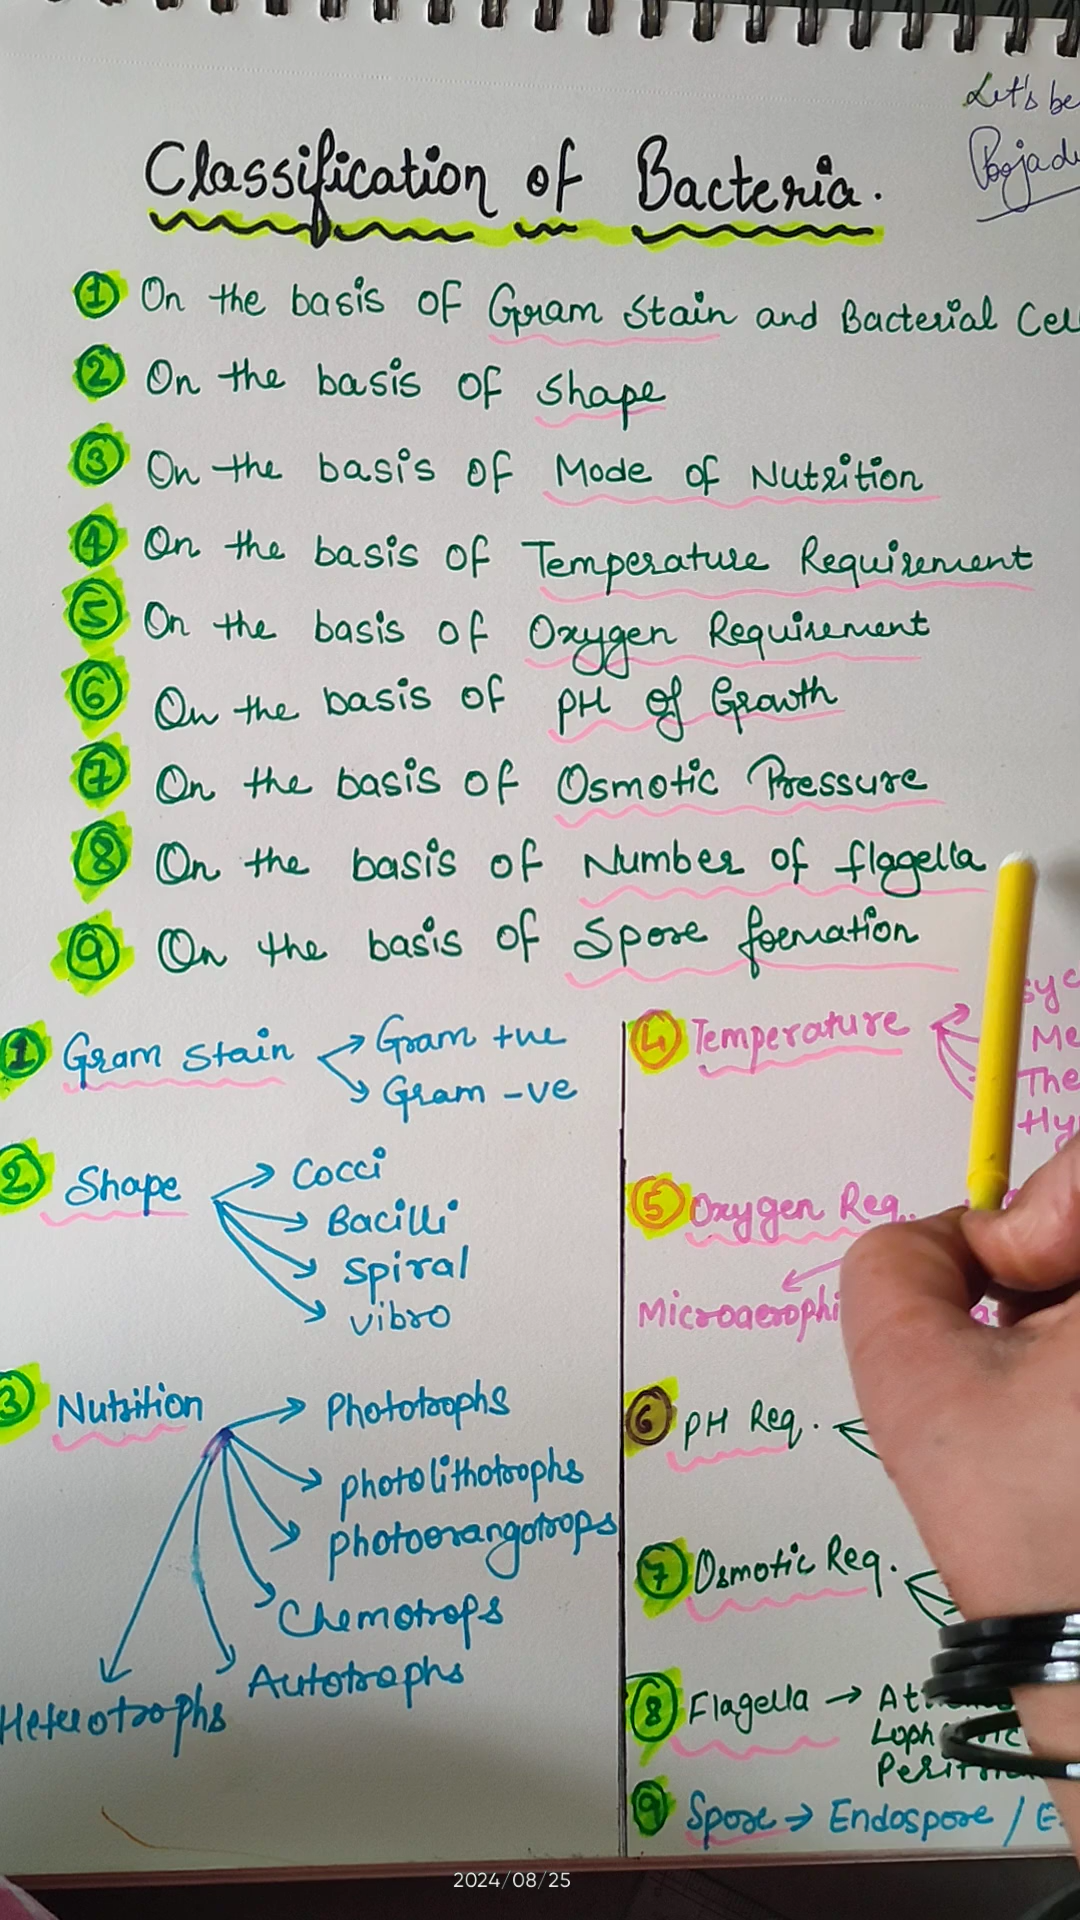 Let's be
Classification of Bacteria.
① On the basis of Gram Stain and Bacterial Cell
② On the basis of Shape
③ On the basis of Mode of Nutrition
④ On the basis of Temperature Requirement
⑤ On the basis of Oxygen Requirement
⑥ On the basis of pH of Growth
⑦ On the basis of Osmotic Pressure
⑧ On the basis of Number of flagella
⑨ On the basis of Spore formation
① Gram Stain
Gram +ve
Gram -ve
② Shape
Cocci
Bacilli
Spiral
Vibro
③ Nutrition
Phototrophs
photolithotrophs
photoorangotrops
Chemotrops
Autotrophs
Heterotrophs
④ Temperature
Me
The
Hy
⑤ Oxygen Req.
Microaerophi
⑥ pH Req.
⑦ Osmotic Req.
⑧ Flagella → At
Loph
Perit
⑨ Spore → Endospore / E
2024/08/25